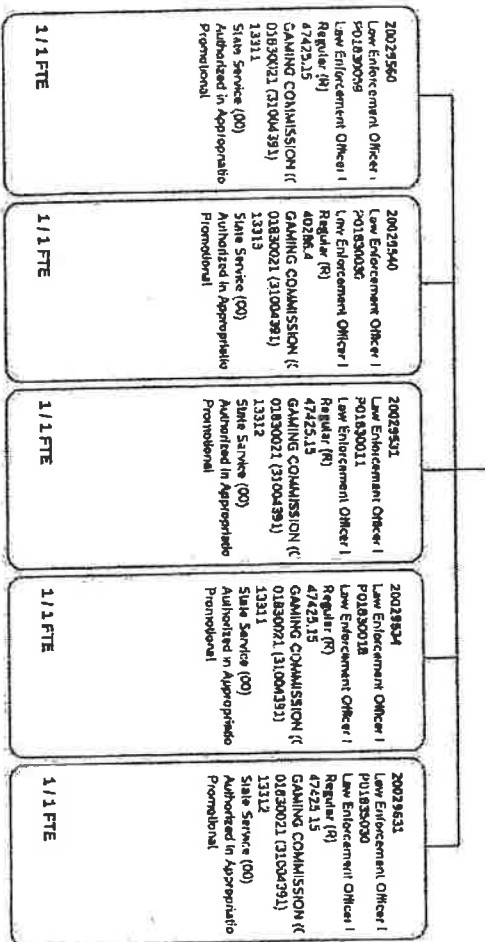 20029560
Law Enforcement Officer I
P01830009
Law Enforcement Officer I
Regular (R)
47425.15
GAMING COMMISSION ((
01830021 (31004391)
13311
State Service (00)
Authorized in Appropriatio
Promotional
1 / 1 FTE
20029540
Law Enforcement Officer I
P01830030
Law Enforcement Officer I
Regular (R)
40286.4
GAMING COMMISSION ((
01830021 (31004391)
13313
State Service (00)
Authorized in Appropriatio
Promotional
1 / 1 FTE
20029531
Law Enforcement Officer I
P01830011
Law Enforcement Officer I
Regular (R)
47425.15
GAMING COMMISSION ((
01830021 (31004391)
13312
State Service (00)
Authorized in Appropriatio
Promotional
1 / 1 FTE
20029634
Law Enforcement Officer I
P01830018
Law Enforcement Officer I
Regular (R)
47425.15
GAMING COMMISSION ((
01830021 (31004391)
13311
State Service (00)
Authorized in Appropriatio
Promotional
1 / 1 FTE
20029631
Law Enforcement Officer I
P01835030
Law Enforcement Officer I
Regular (R)
47425.15
GAMING COMMISSION ((
01830021 (31004391)
13312
State Service (00)
Authorized in Appropriatio
Promotional
1 / 1 FTE